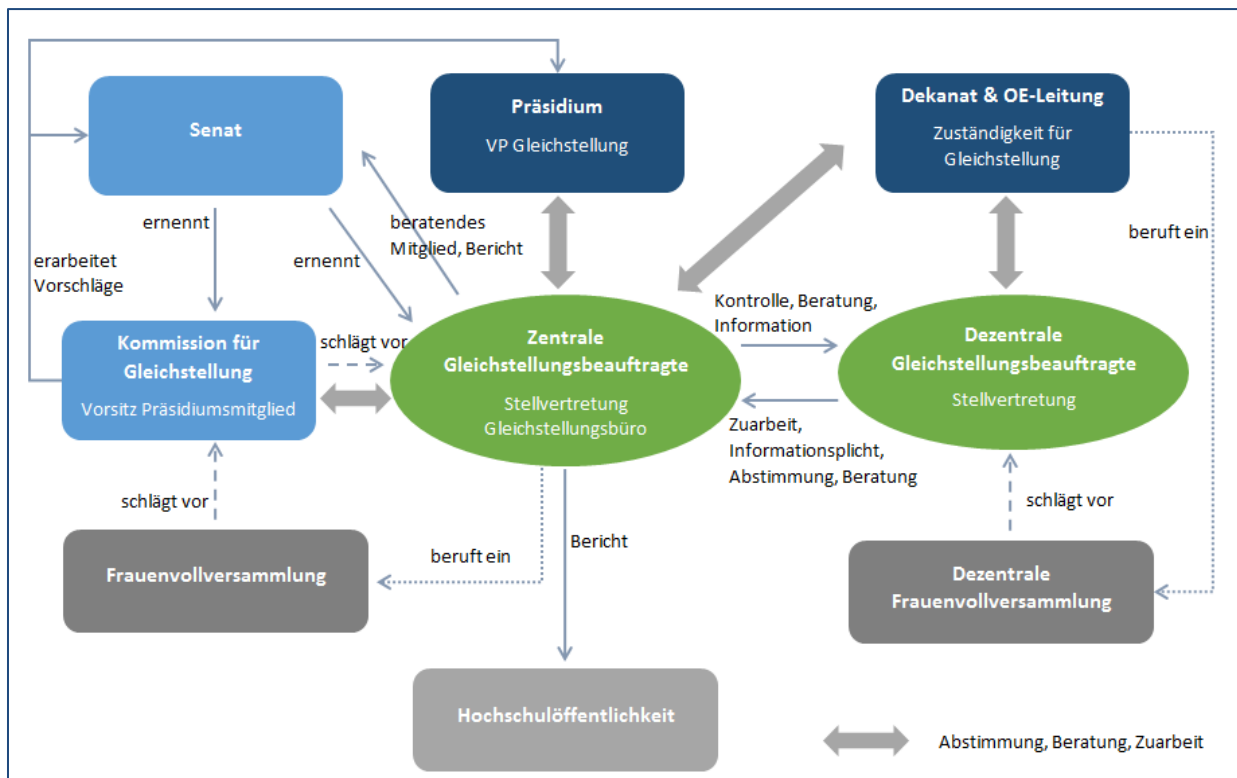 Senat
Präsidium
VP Gleichstellung
Dekanat & OE-Leitung
Zuständigkeit für
Gleichstellung
ernennt
erarbeitet
Vorschläge
ernennt
beratendes
Mitglied, Bericht
beruft ein
Kommission für
Gleichstellung
Vorsitz Präsidiumsmitglied
schlägt vor
Zentrale
Gleichstellungsbeauftragte
Stellvertretung
Gleichstellungsbüro
Kontrolle, Beratung,
Information
Dezentrale
Gleichstellungsbeauftragte
Stellvertretung
Zuarbeit,
Informationsplicht,
Abstimmung, Beratung
schlägt vor
schlägt vor
Frauenvollversammlung
beruft ein
Bericht
Dezentrale
Frauenvollversammlung
Hochschulöffentlichkeit
Abstimmung, Beratung, Zuarbeit